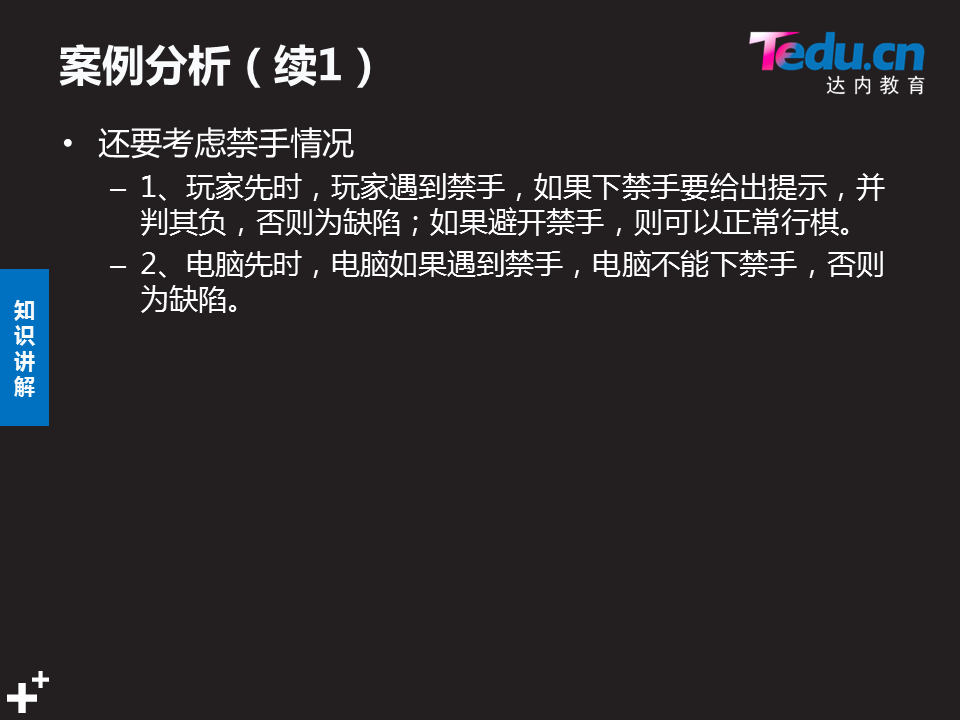 案例分析（续1）
Tedu.cn
达内教育
• 还要考虑禁手情况
– 1、玩家先时，玩家遇到禁手，如果下禁手要给出提示，并
判其负，否则为缺陷；如果避开禁手，则可以正常行棋。
– 2、电脑先时，电脑如果遇到禁手，电脑不能下禁手，否则
为缺陷。
知
识
讲
解